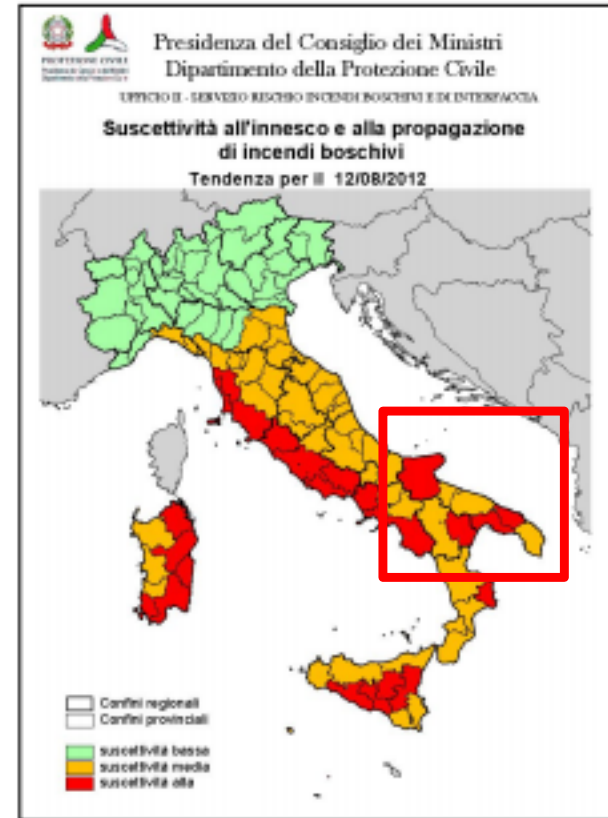 PROTEZIONE CIVILE
Presidenza del Consiglio dei Ministri
Dipartimento della Protezione Civile
UFFICIO II - SERVIZIO RISCHIO INCENDI BOSCHIVI E DI INTERFACCIA
Suscettività all'innesco e alla propagazione
di incendi boschivi
Tendenza per il 12/08/2012
Confini regionali
Confini provinciali
suscettività bassa
suscettività media
suscettività alta